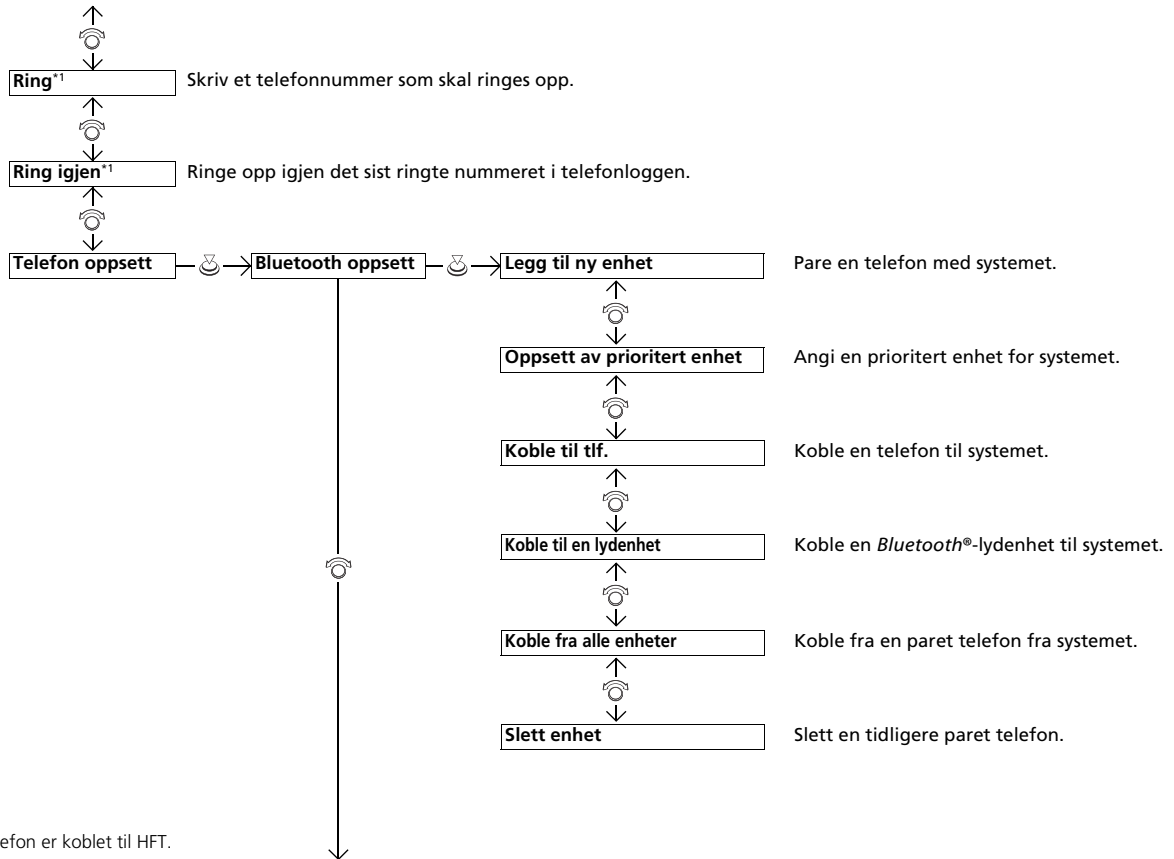 Ring*1 Skriv et telefonnummer som skal ringes opp.
Ring igjen*1 Ringe opp igjen det sist ringte nummeret i telefonloggen.
Telefon oppsett Bluetooth oppsett Legg til ny enhet Pare en telefon med systemet.
Oppsett av prioritert enhet Angi en prioritert enhet for systemet.
Koble til tlf. Koble en telefon til systemet.
Koble til en lydenhet Koble en Bluetooth®-lydenhet til systemet.
Koble fra alle enheter Koble fra en paret telefon fra systemet.
Slett enhet Slett en tidligere paret telefon.
efon er koblet til HFT.